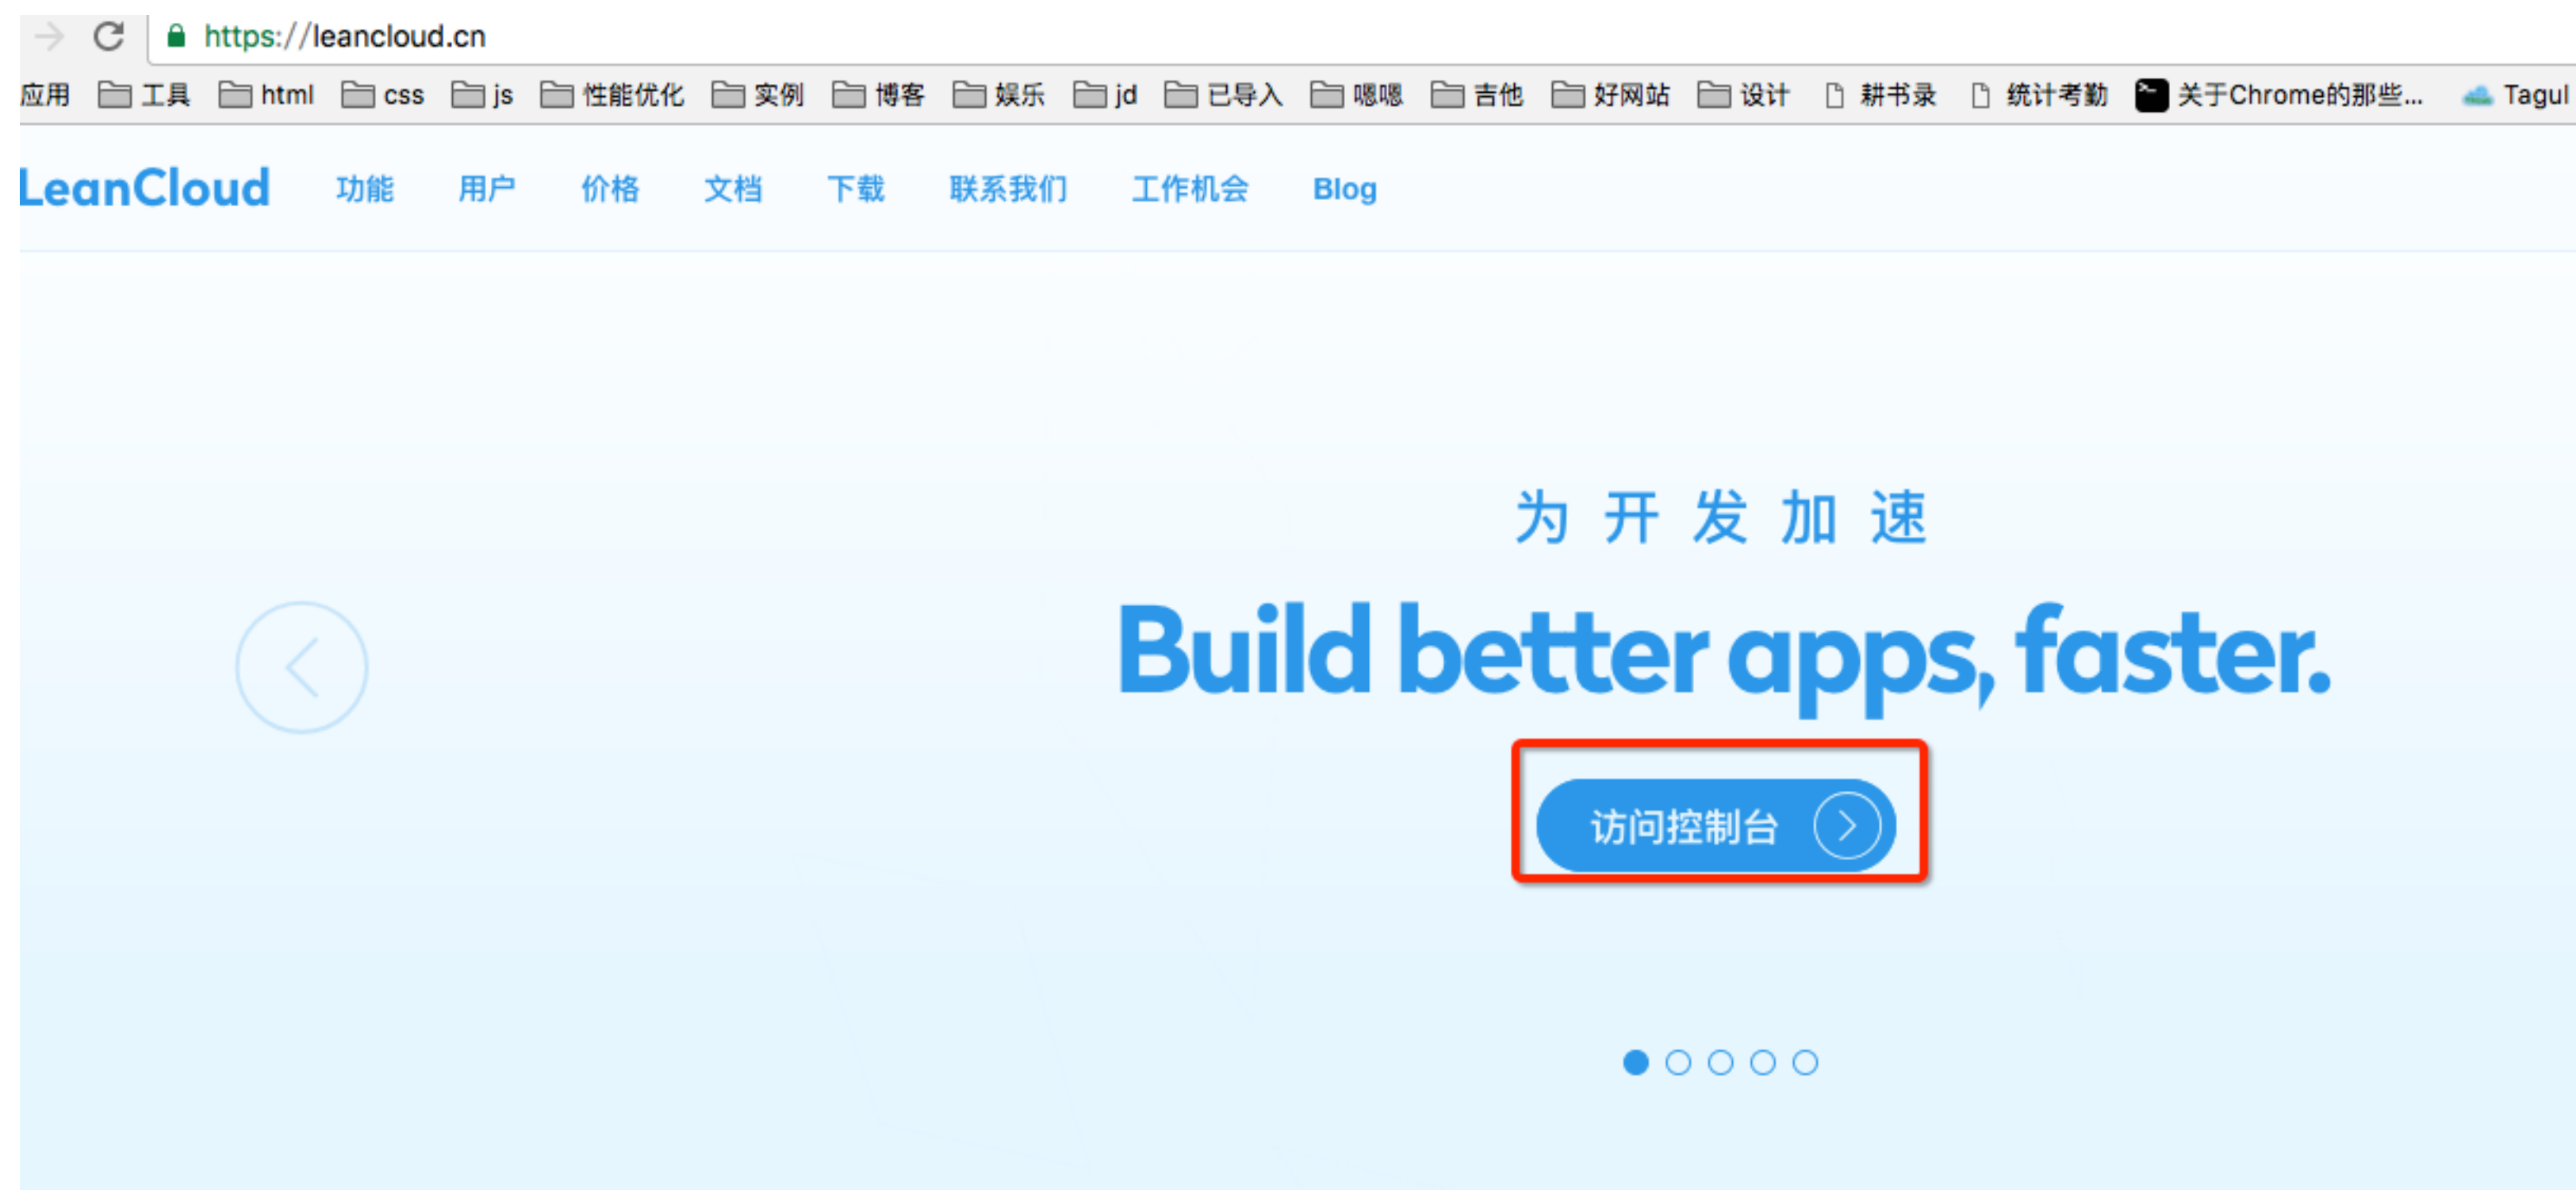 https://leancloud.cn
应用 工具 html css js 性能优化 实例 博客 娱乐 jd 已导入 嗯嗯 吉他 好网站 设计 耕书录 统计考勤 关于Chrome的那些... Tagul
LeanCloud 功能 用户 价格 文档 下载 联系我们 工作机会 Blog
为开发加速
Build better apps, faster.
访问控制台